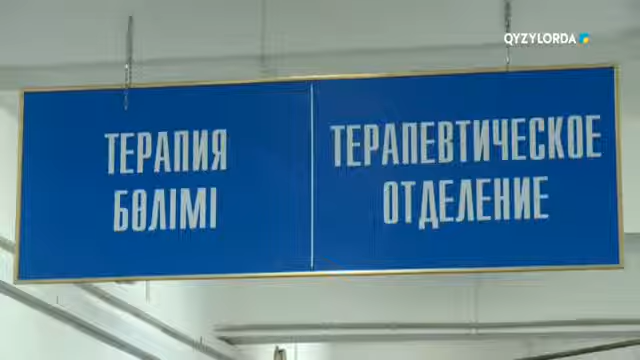 QYZYLORDA
ТЕРАПИЯ
БӨЛІМІ
ТЕРАПЕВТИЧЕСКОЕ
ОТДЕЛЕНИЕ